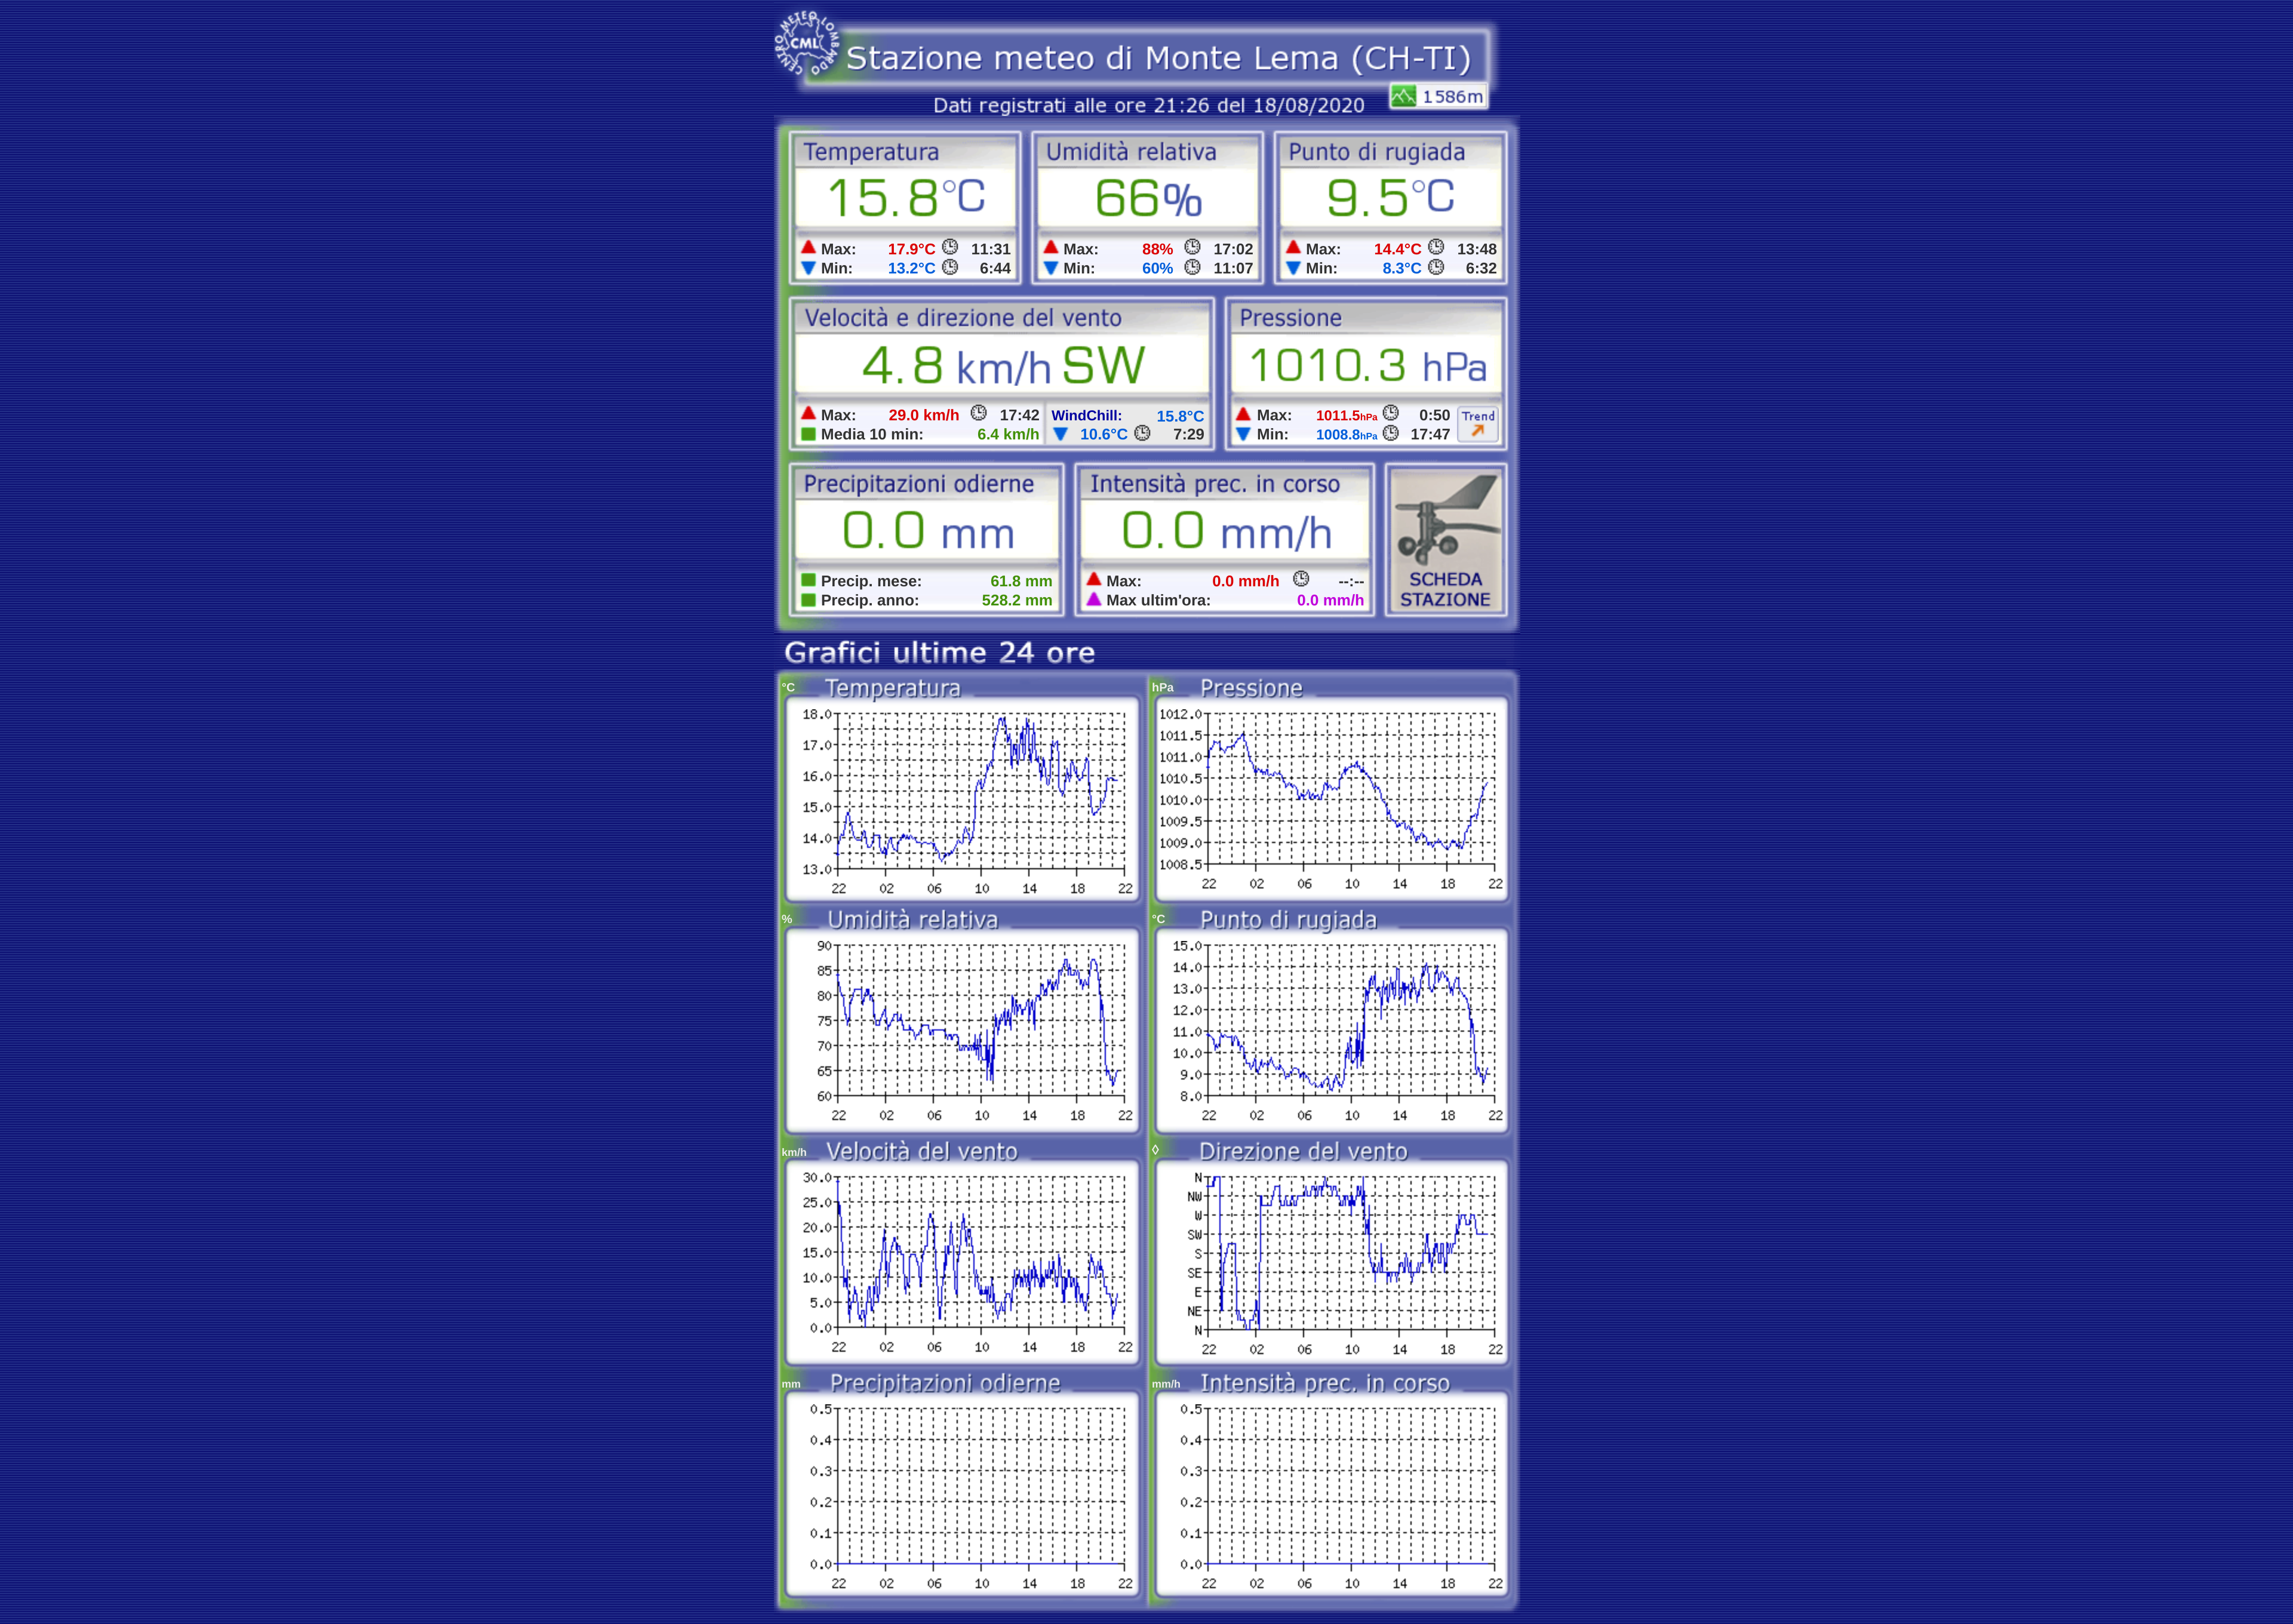 CENTRO METEO LOMBARDO
CML
Stazione meteo di Monte Lema (CH-TI)
Dati registrati alle ore 21:26 del 18/08/2020
1586m
Temperatura
15.8°C
Max: 17.9°C 11:31
Min: 13.2°C 6:44
Umidità relativa
66%
Max: 88% 17:02
Min: 60% 11:07
Punto di rugiada
9.5°C
Max: 14.4°C 13:48
Min: 8.3°C 6:32
Velocità e direzione del vento
4.8 km/h SW
Max: 29.0 km/h 17:42
Media 10 min: 6.4 km/h
WindChill: 15.8°C
10.6°C 7:29
Pressione
1010.3 hPa
Max: 1011.5hPa 0:50
Min: 1008.8hPa 17:47
Trend
Precipitazioni odierne
0.0 mm
Precip. mese: 61.8 mm
Precip. anno: 528.2 mm
Intensità prec. in corso
0.0 mm/h
Max: 0.0 mm/h --:--
Max ultim'ora: 0.0 mm/h
SCHEDA
STAZIONE
Grafici ultime 24 ore
°C Temperatura
18.0
17.0
16.0
15.0
14.0
13.0
22 02 06 10 14 18 22
hPa Pressione
1012.0
1011.5
1011.0
1010.5
1010.0
1009.5
1009.0
1008.5
22 02 06 10 14 18 22
% Umidità relativa
90
85
80
75
70
65
60
22 02 06 10 14 18 22
°C Punto di rugiada
15.0
14.0
13.0
12.0
11.0
10.0
9.0
8.0
22 02 06 10 14 18 22
km/h Velocità del vento
30.0
25.0
20.0
15.0
10.0
5.0
0.0
22 02 06 10 14 18 22
◊ Direzione del vento
N
NW
W
SW
S
SE
E
NE
N
22 02 06 10 14 18 22
mm Precipitazioni odierne
0.5
0.4
0.3
0.2
0.1
0.0
22 02 06 10 14 18 22
mm/h Intensità prec. in corso
0.5
0.4
0.3
0.2
0.1
0.0
22 02 06 10 14 18 22